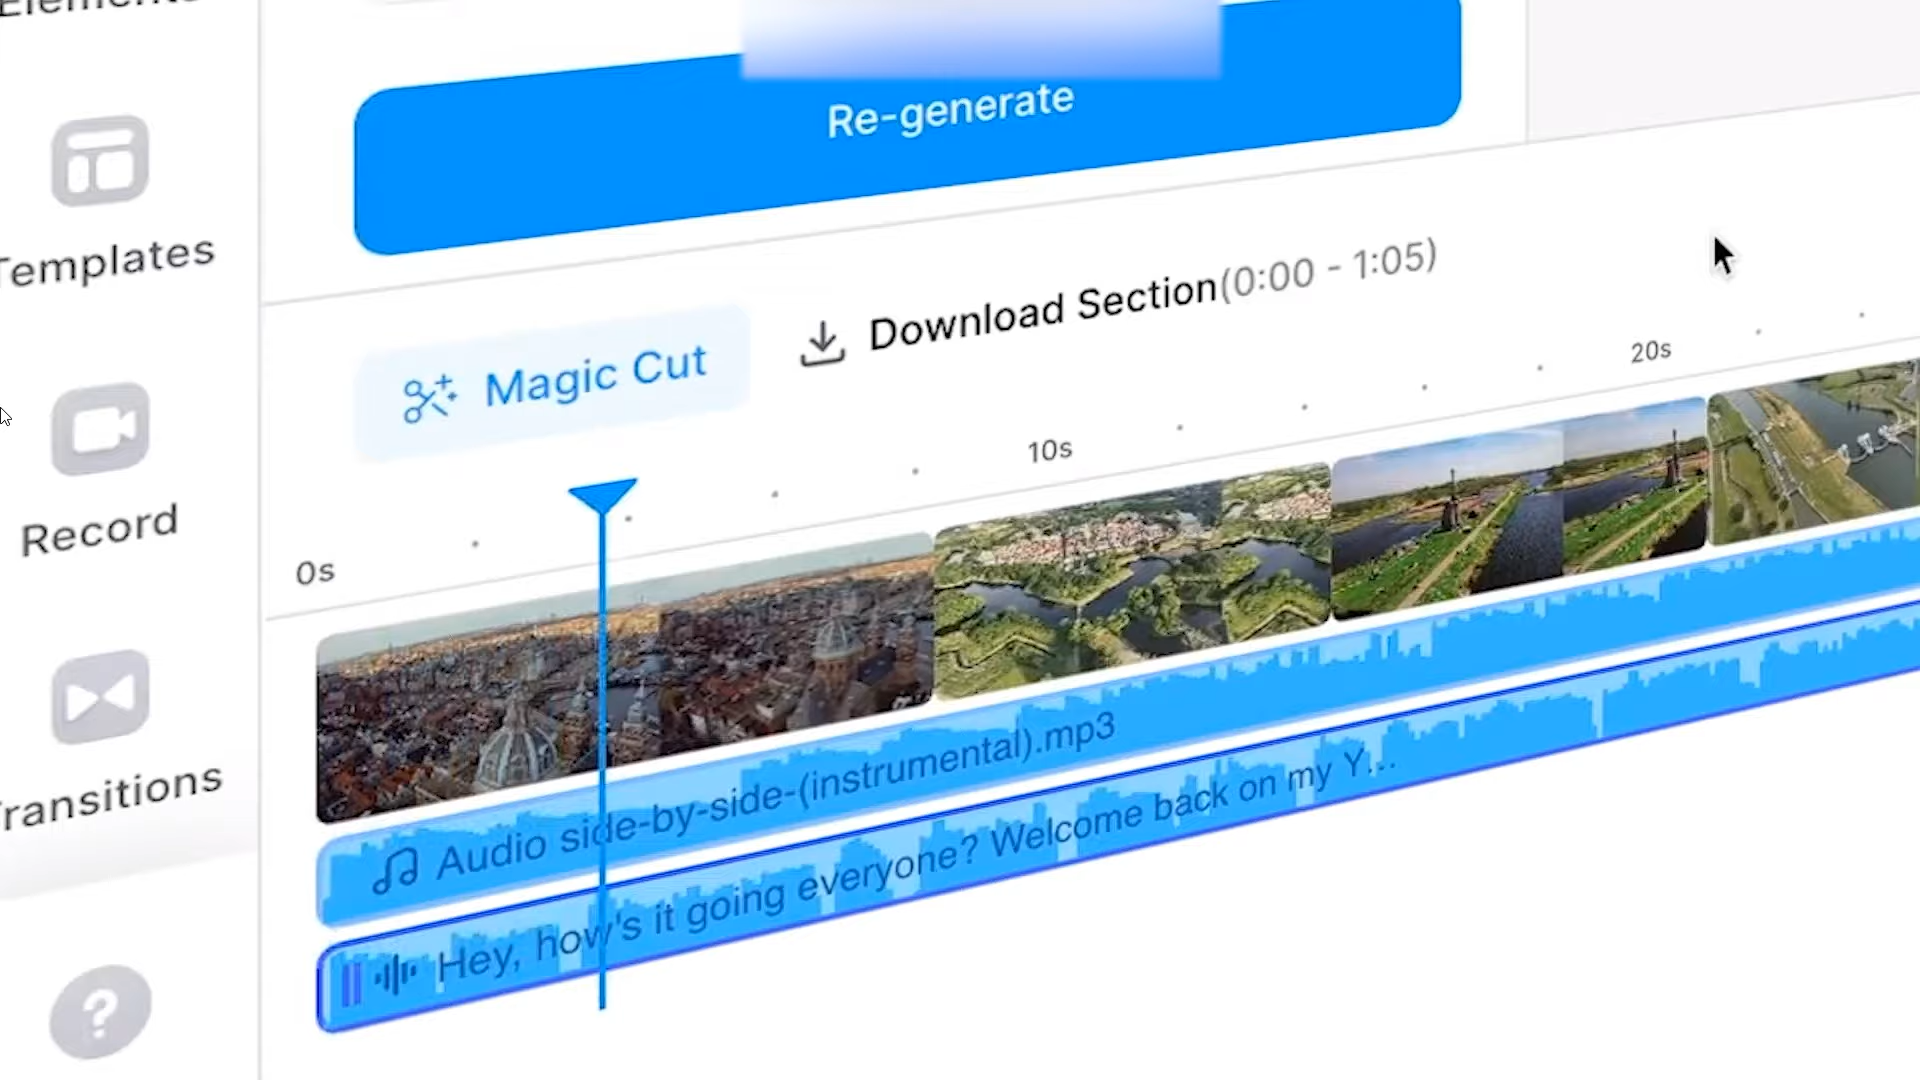 Elements
Templates
Record
Transitions
Re-generate
Magic Cut
Download Section(0:00 - 1:05)
0s
10s
20s
Audio side-by-side-(instrumental).mp3
Hey, how's it going everyone? Welcome back on my Y...
?